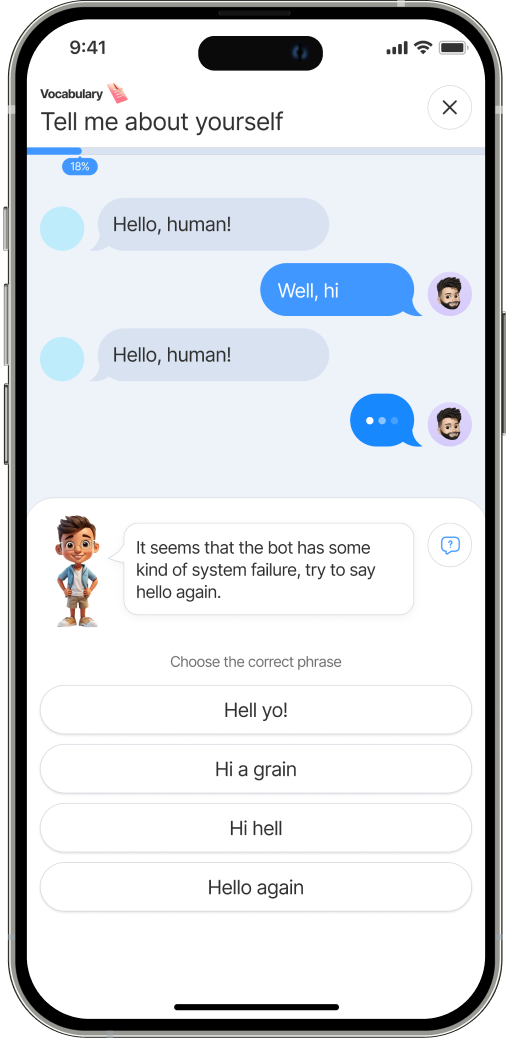 9:41
Vocabulary
Tell me about yourself
18%
Hello, human!
Well, hi
Hello, human!
It seems that the bot has some
kind of system failure, try to say
hello again.
?
Choose the correct phrase
Hell yo!
Hi a grain
Hi hell
Hello again